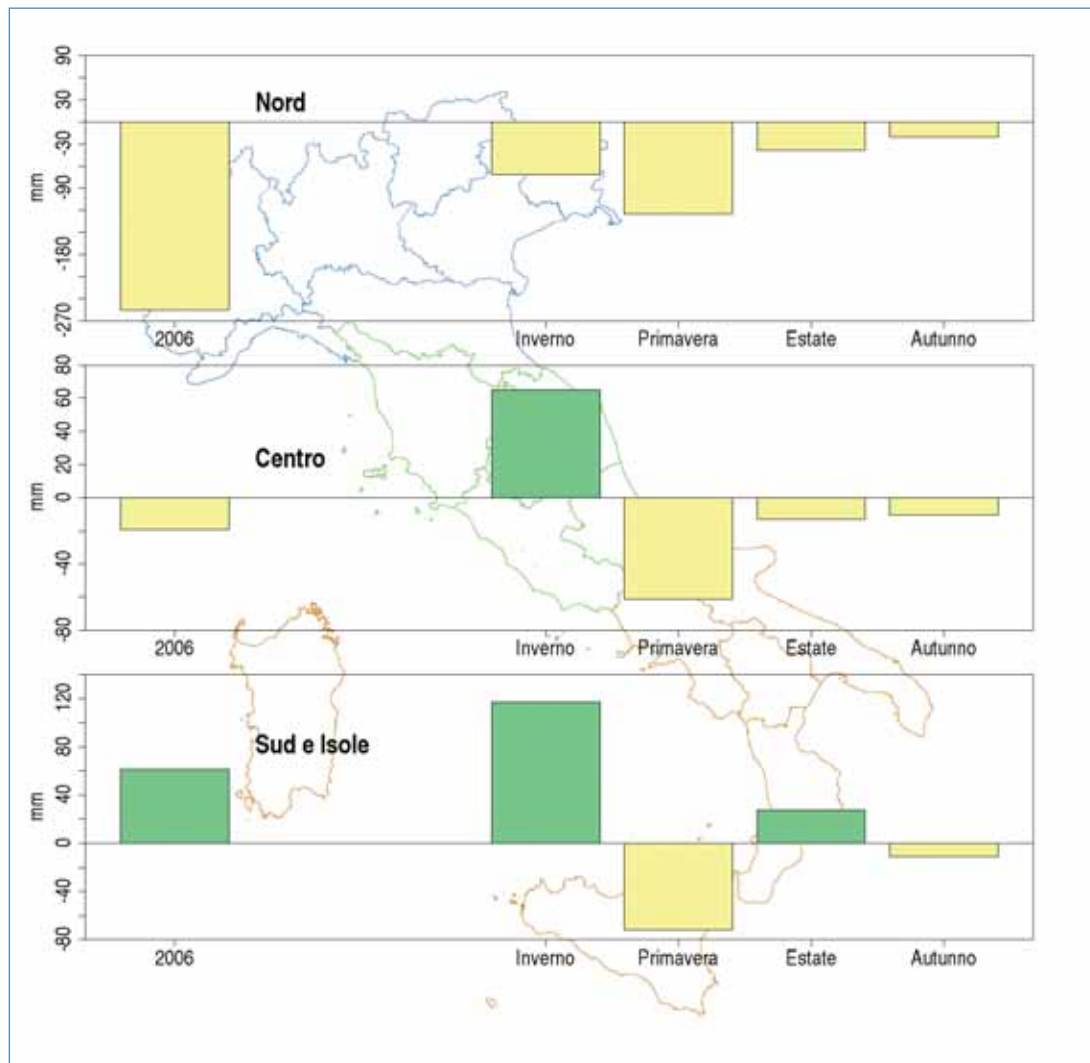 90
30
-30
-90
-180
-270
mm
Nord
2006 Inverno Primavera Estate Autunno
80
60
40
20
0
-40
-80
mm
Centro
2006 Inverno Primavera Estate Autunno
120
80
40
0
-40
-80
mm
Sud e Isole
2006 Inverno Primavera Estate Autunno